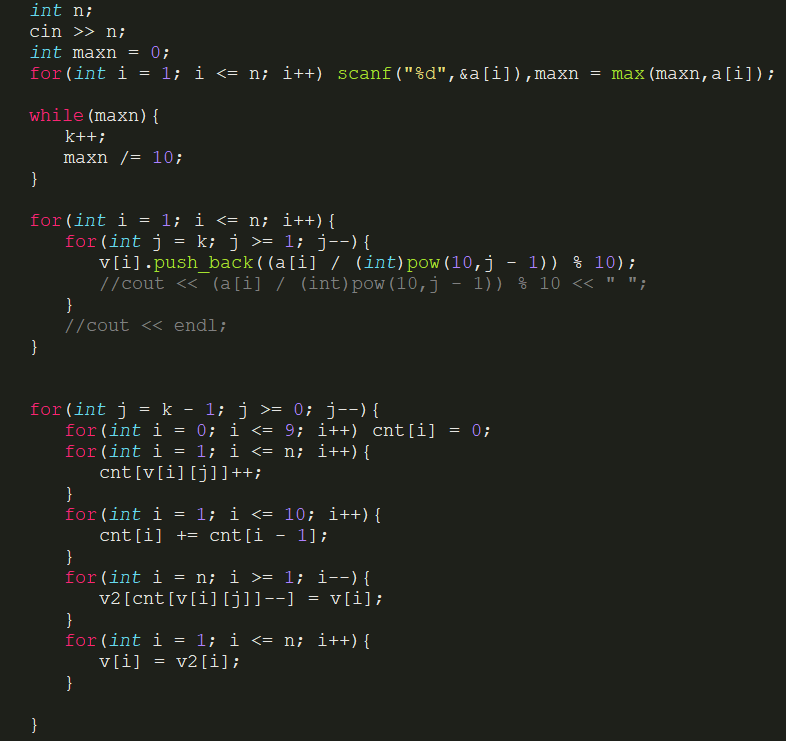 int n;
cin >> n;
int maxn = 0;
for(int i = 1; i <= n; i++) scanf("%d",&a[i]),maxn = max(maxn,a[i]);
while(maxn){
k++;
maxn /= 10;
}
for(int i = 1; i <= n; i++){
for(int j = k; j >= 1; j--){
v[i].push_back((a[i] / (int)pow(10,j - 1)) % 10);
//cout << (a[i] / (int)pow(10,j - 1)) % 10 << " ";
}
//cout << endl;
}
for(int j = k - 1; j >= 0; j--){
for(int i = 0; i <= 9; i++) cnt[i] = 0;
for(int i = 1; i <= n; i++){
cnt[v[i][j]]++;
}
for(int i = 1; i <= 10; i++){
cnt[i] += cnt[i - 1];
}
for(int i = n; i >= 1; i--){
v2[cnt[v[i][j]]--] = v[i];
}
for(int i = 1; i <= n; i++){
v[i] = v2[i];
}
}